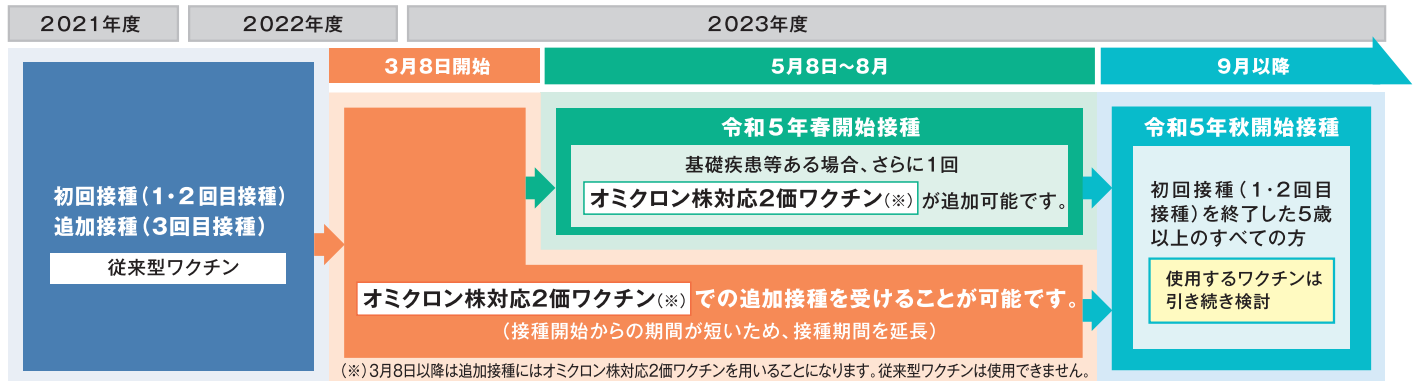 2021年度
2022年度
2023年度
3月8日開始
5月8日～8月
9月以降
初回接種（1・2回目接種）
追加接種（3回目接種）
従来型ワクチン
令和5年春開始接種
基礎疾患等ある場合、さらに1回
オミクロン株対応2価ワクチン（※）が追加可能です。
オミクロン株対応2価ワクチン（※）での追加接種を受けることが可能です。
（接種開始からの期間が短いため、接種期間を延長）
令和5年秋開始接種
初回接種（1・2回目
接種）を終了した5歳
以上のすべての方
使用するワクチンは
引き続き検討
（※）3月8日以降は追加接種にはオミクロン株対応2価ワクチンを用いることになります。従来型ワクチンは使用できません。